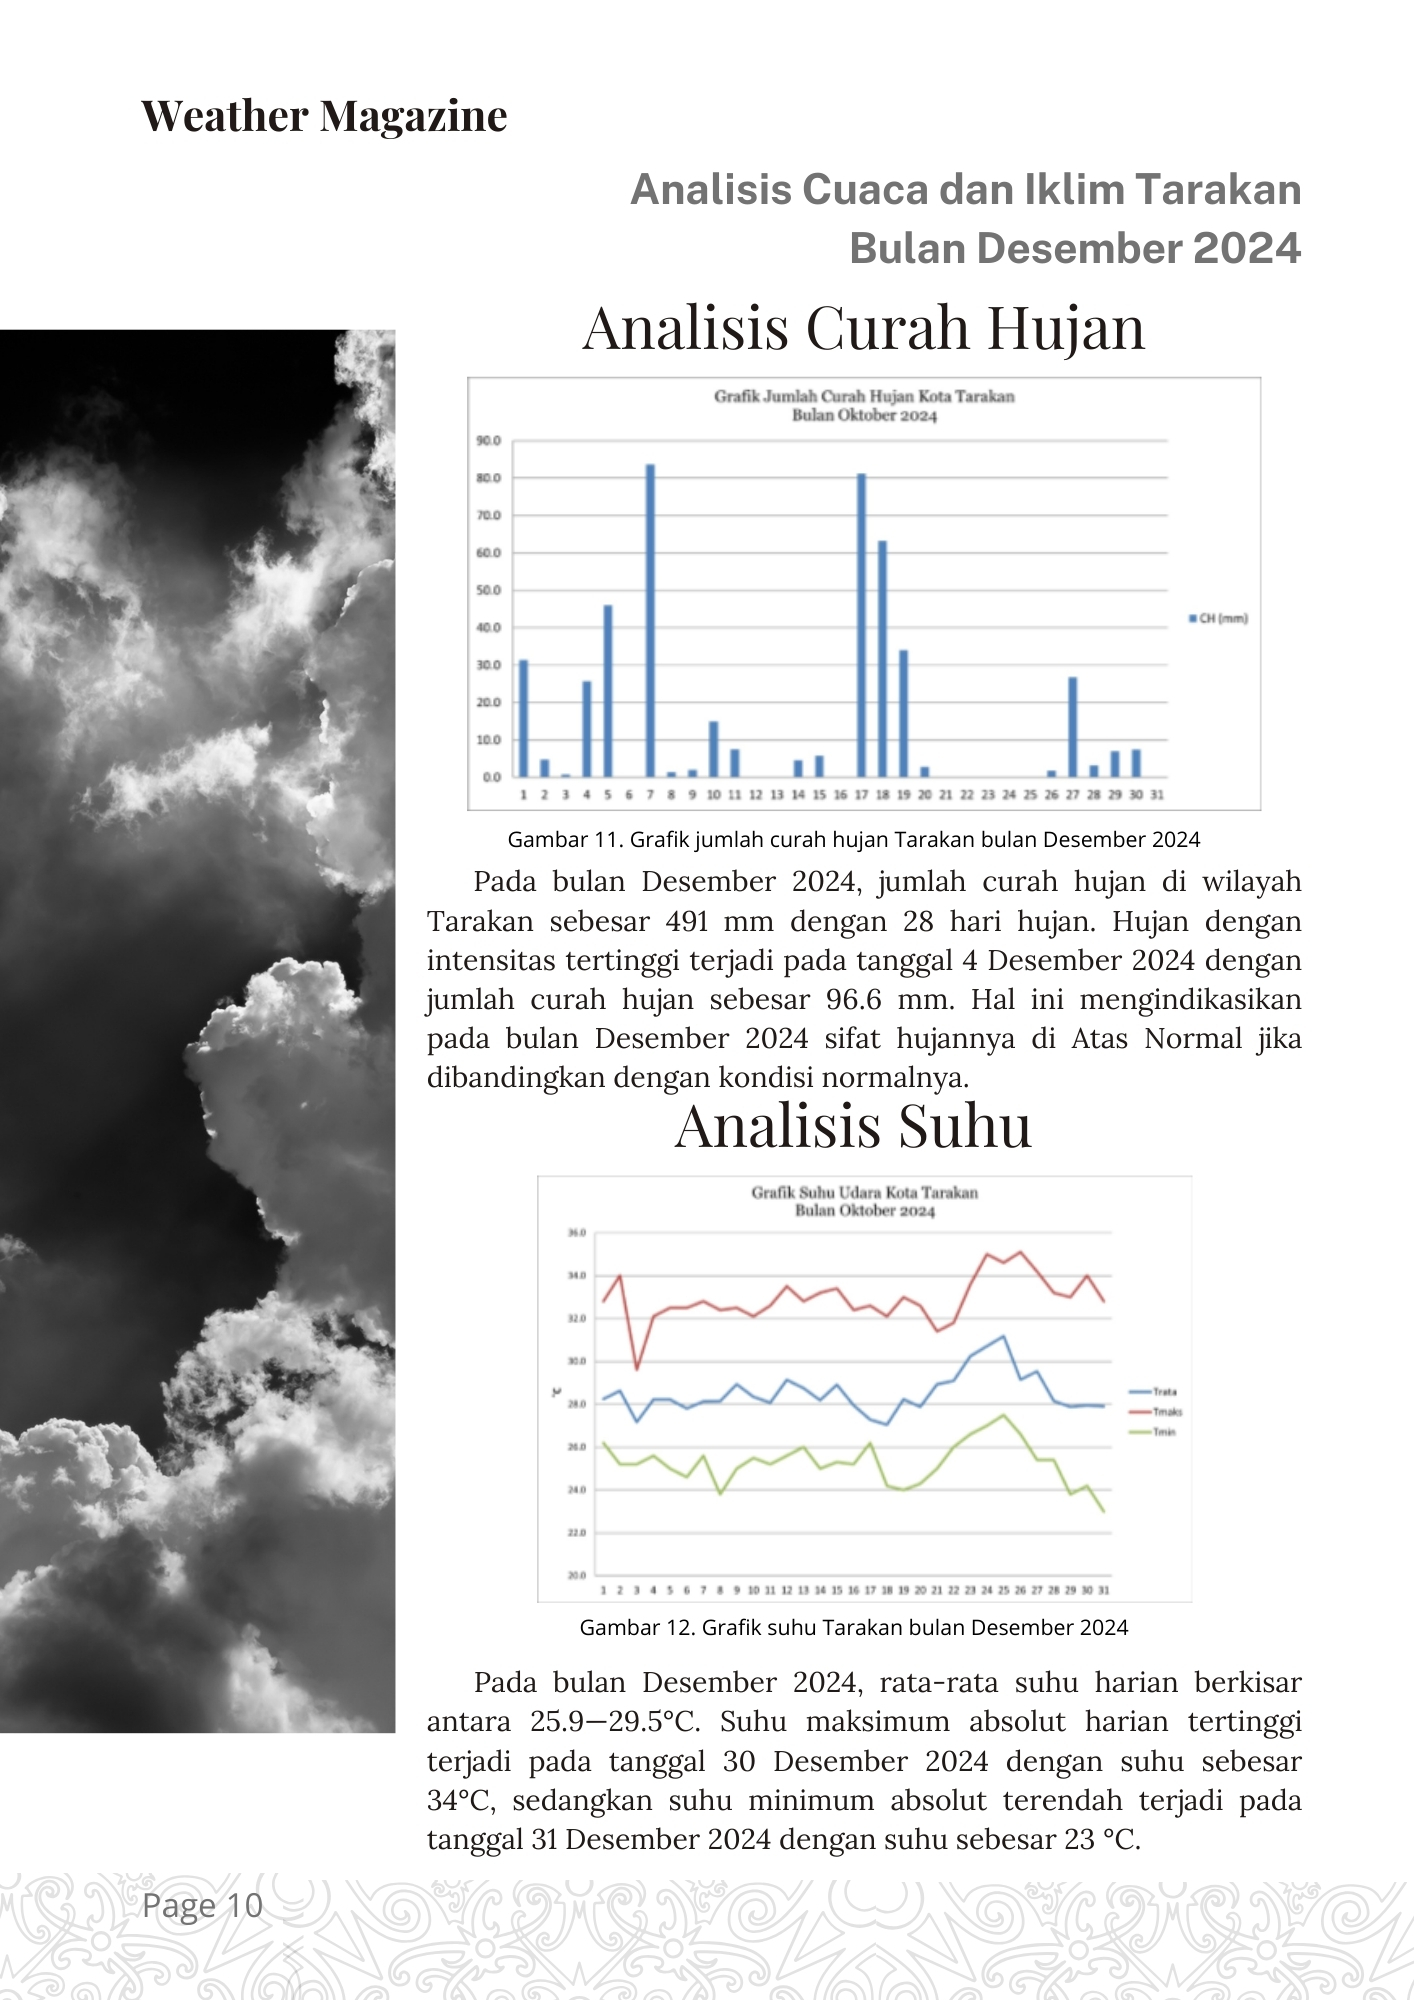 Weather Magazine
Analisis Cuaca dan Iklim Tarakan
Bulan Desember 2024
Analisis Curah Hujan
Grafik Jumlah Curah Hujan Kota Tarakan
Bulan Oktober 2024
90.0
80.0
70.0
60.0
50.0
40.0
30.0
20.0
10.0
0.0
CH (mm)
1 2 3 4 5 6 7 8 9 10 11 12 13 14 15 16 17 18 19 20 21 22 23 24 25 26 27 28 29 30 31
Gambar 11. Grafik jumlah curah hujan Tarakan bulan Desember 2024
Pada bulan Desember 2024, jumlah curah hujan di wilayah
Tarakan sebesar 491 mm dengan 28 hari hujan. Hujan dengan
intensitas tertinggi terjadi pada tanggal 4 Desember 2024 dengan
jumlah curah hujan sebesar 96.6 mm. Hal ini mengindikasikan
pada bulan Desember 2024 sifat hujannya di Atas Normal jika
dibandingkan dengan kondisi normalnya.
Analisis Suhu
Grafik Suhu Udara Kota Tarakan
Bulan Oktober 2024
36.0
34.0
32.0
30.0
28.0
26.0
24.0
22.0
20.0
°C
Trata
Tmaks
Tmin
1 2 3 4 5 6 7 8 9 10 11 12 13 14 15 16 17 18 19 20 21 22 23 24 25 26 27 28 29 30 31
Gambar 12. Grafik suhu Tarakan bulan Desember 2024
Pada bulan Desember 2024, rata-rata suhu harian berkisar
antara 25.9—29.5°C. Suhu maksimum absolut harian tertinggi
terjadi pada tanggal 30 Desember 2024 dengan suhu sebesar
34°C, sedangkan suhu minimum absolut terendah terjadi pada
tanggal 31 Desember 2024 dengan suhu sebesar 23 °C.
Page 10